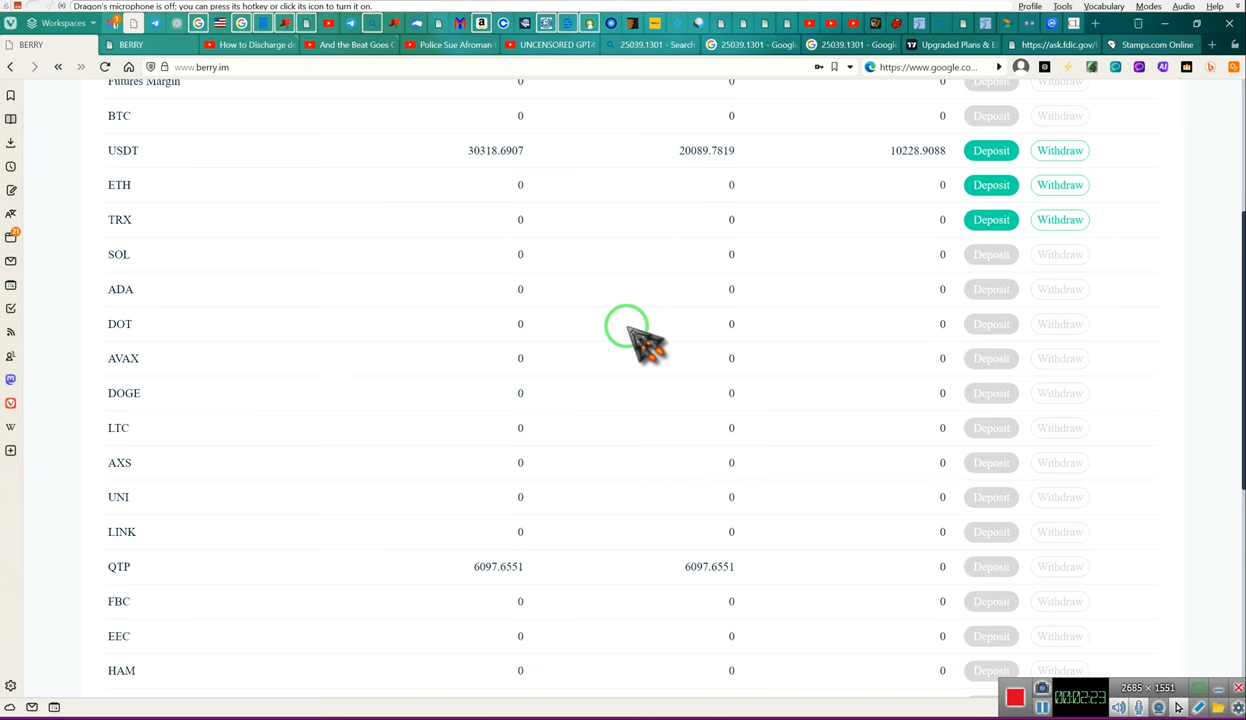 Dragon's microphone is off; you can press its hotkey or click its icon to turn it on.
Profile Tools Vocabulary Modes Audio Help
Workspaces
BERRY
BERRY
How to Discharge de
And the Beat Goes C
Police Sue Afroman
UNCENSORED GPT4
25039.1301 - Search
25039.1301 - Google
25039.1301 - Google
Upgraded Plans & E
https://ask.fdic.gov/
Stamps.com Online
www.berry.im
https://www.google.co...
Futures Margin 0 0 0 Deposit Withdraw
BTC 0 0 0 Deposit Withdraw
USDT 30318.6907 20089.7819 10228.9088 Deposit Withdraw
ETH 0 0 0 Deposit Withdraw
TRX 0 0 0 Deposit Withdraw
SOL 0 0 0 Deposit Withdraw
ADA 0 0 0 Deposit Withdraw
DOT 0 0 0 Deposit Withdraw
AVAX 0 0 0 Deposit Withdraw
DOGE 0 0 0 Deposit Withdraw
LTC 0 0 0 Deposit Withdraw
AXS 0 0 0 Deposit Withdraw
UNI 0 0 0 Deposit Withdraw
LINK 0 0 0 Deposit Withdraw
QTP 6097.6551 6097.6551 0 Deposit Withdraw
FBC 0 0 0 Deposit Withdraw
EEC 0 0 0 Deposit Withdraw
HAM 0 0 0 Deposit Withdraw
00:02:23
2685 × 1551